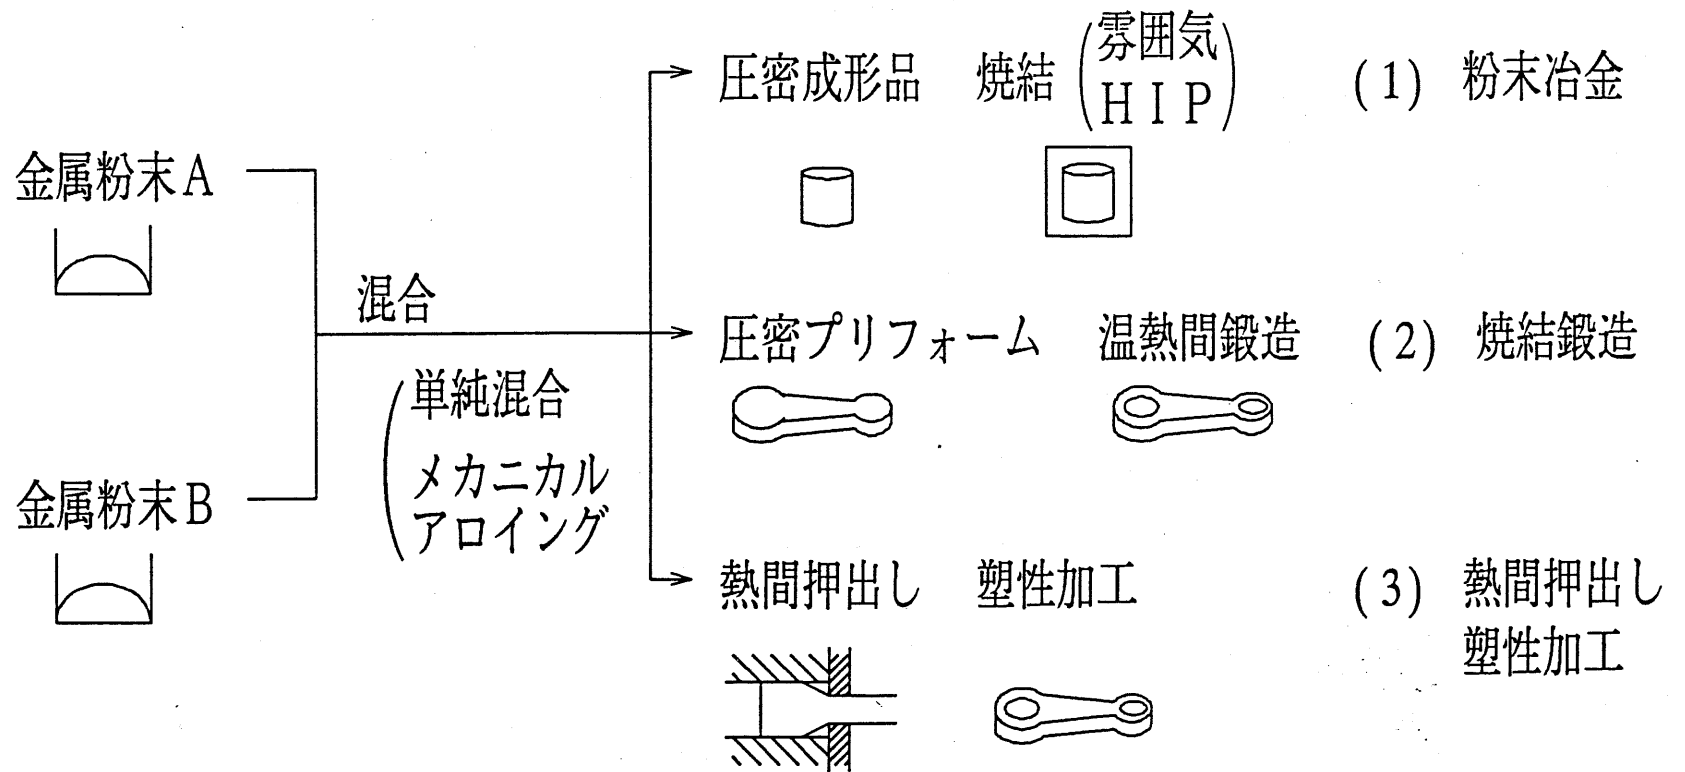 金属粉末A
金属粉末B
混合
単純混合
メカニカル
アロイング
圧密成形品 焼結 (雰囲気
HIP) (1) 粉末冶金
圧密プリフォーム 温熱間鍛造 (2) 焼結鍛造
熱間押出し 塑性加工 (3) 熱間押出し
塑性加工